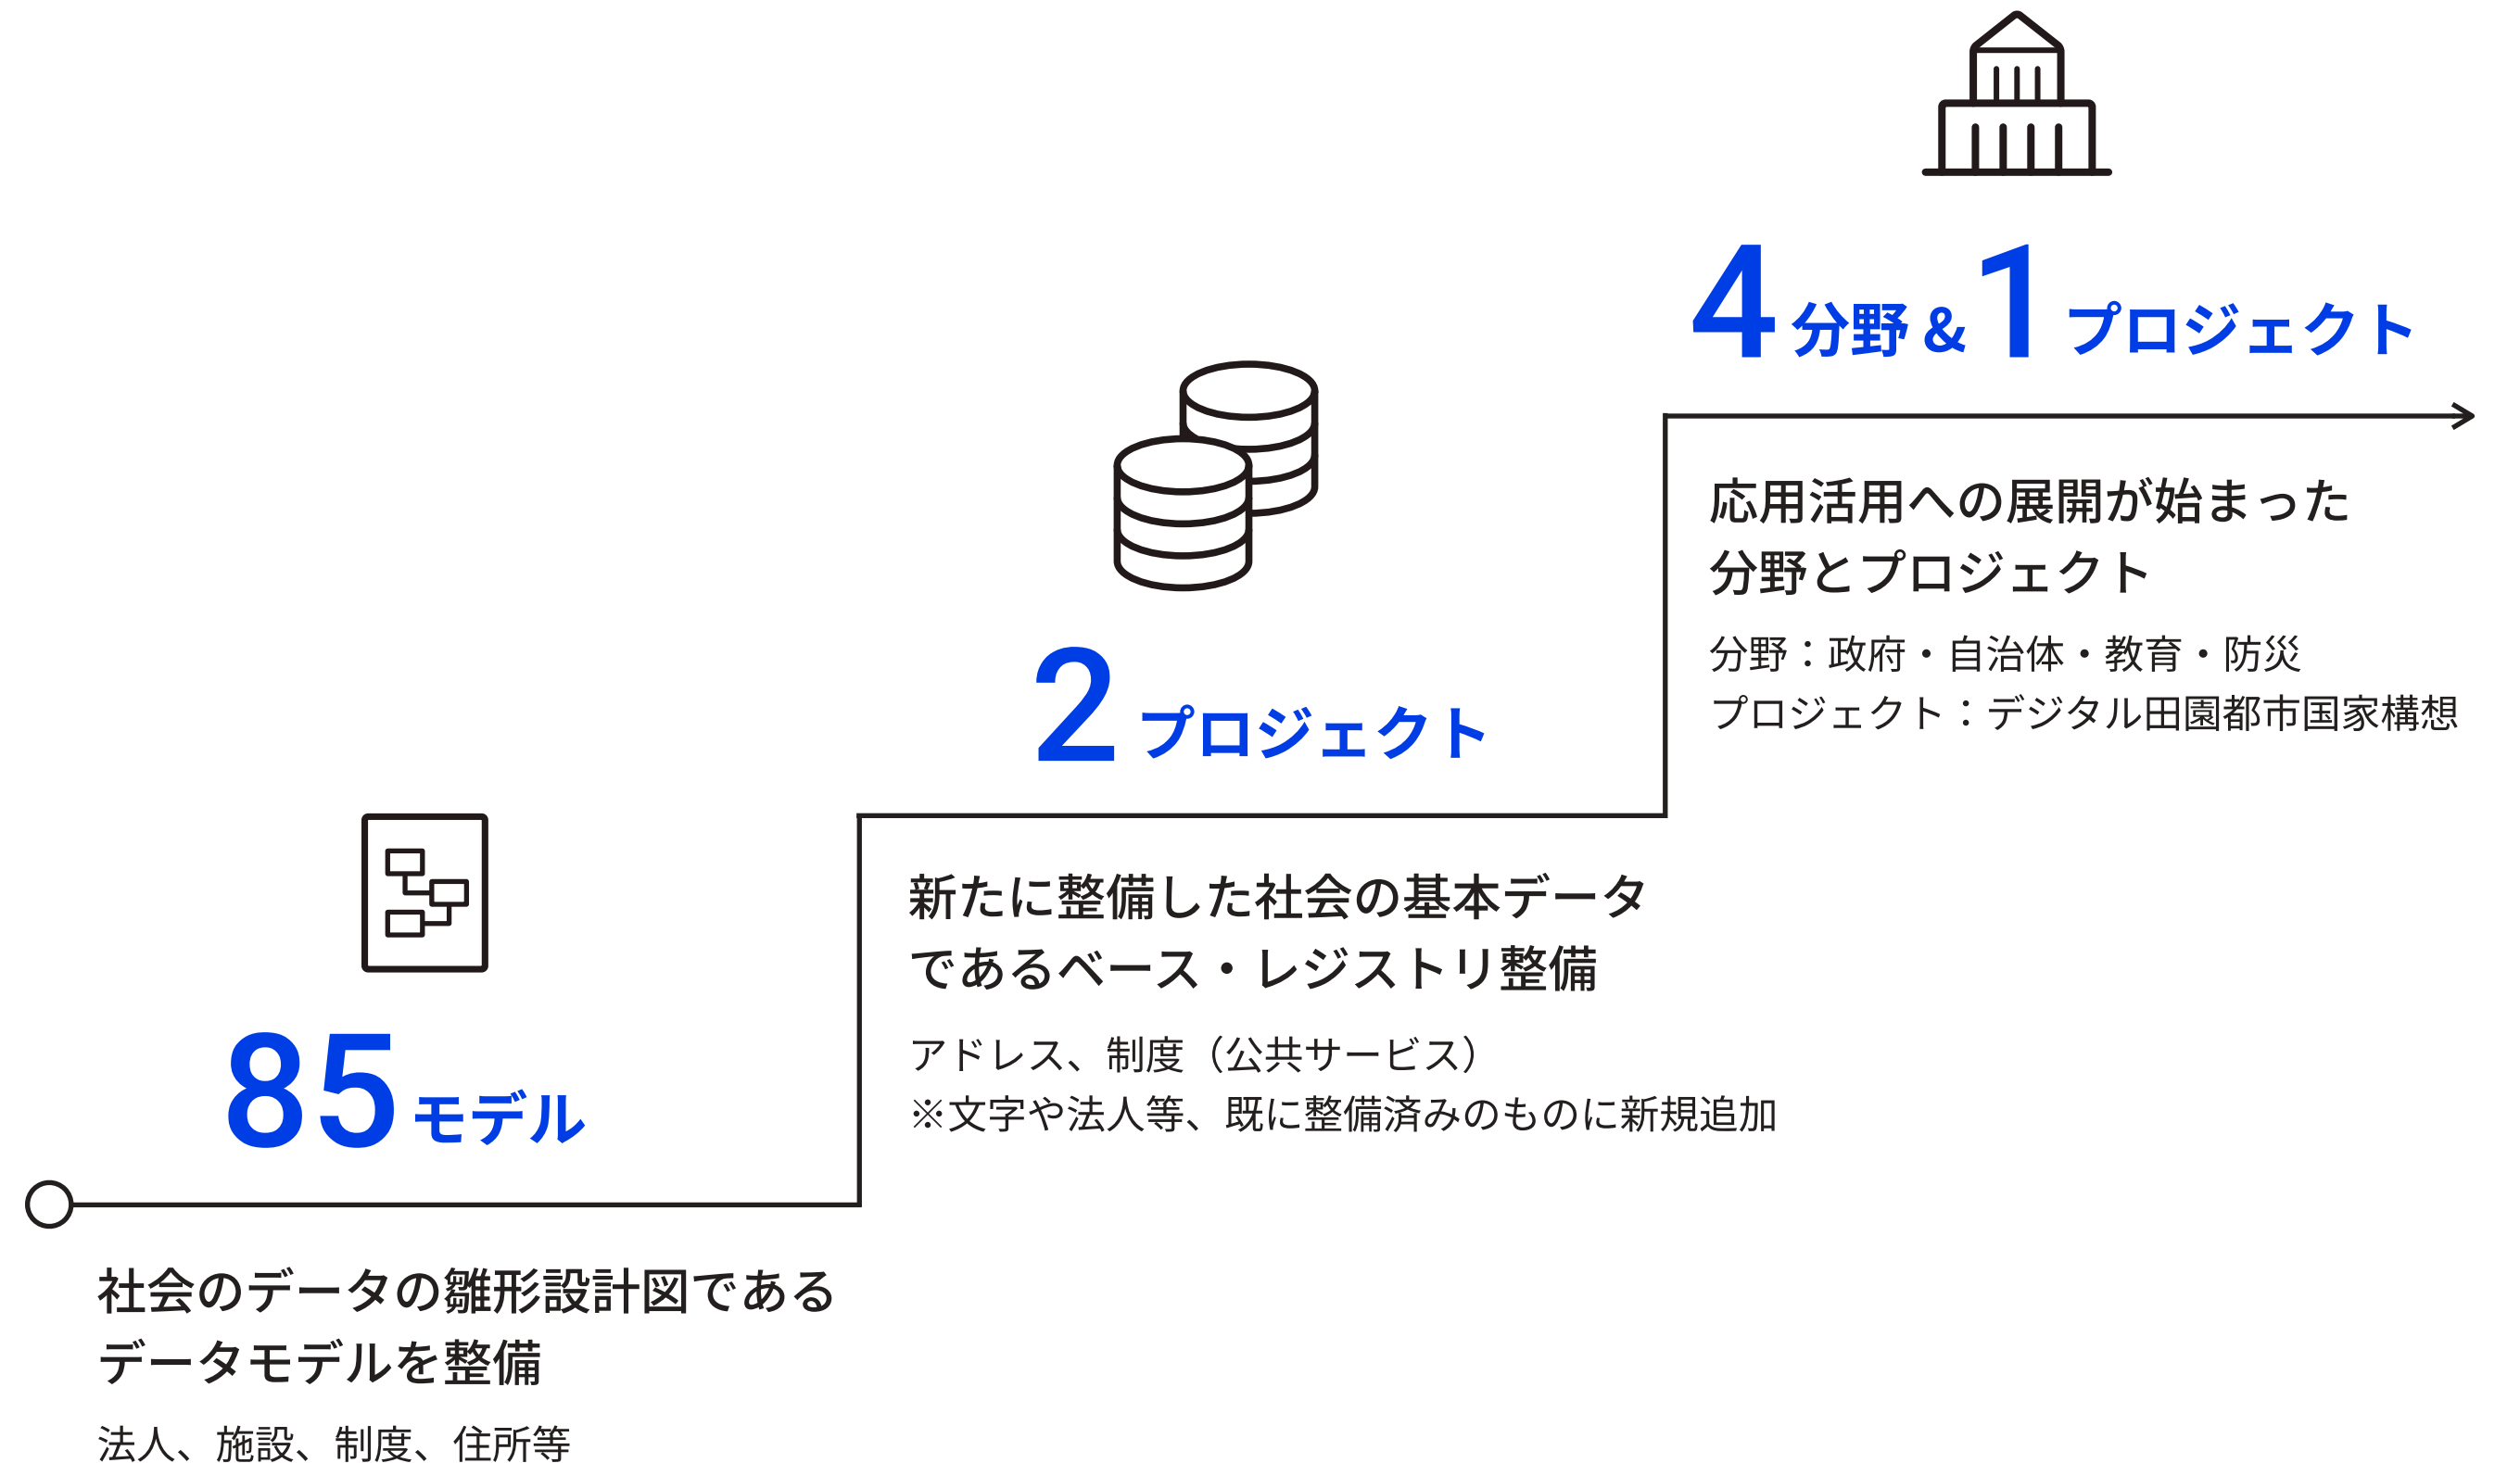 85モデル
社会のデータの雛形設計図である
データモデルを整備
法人、施設、制度、住所等
2プロジェクト
新たに整備した社会の基本データ
であるベース・レジストリ整備
アドレス、制度（公共サービス）
※文字や法人等、既に整備済みのものに新規追加
4分野&1プロジェクト
応用活用への展開が始まった
分野とプロジェクト
分野：政府・自治体・教育・防災
プロジェクト：デジタル田園都市国家構想